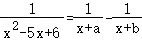 1/(x²-5x+6) = 1/(x+a) - 1/(x+b)